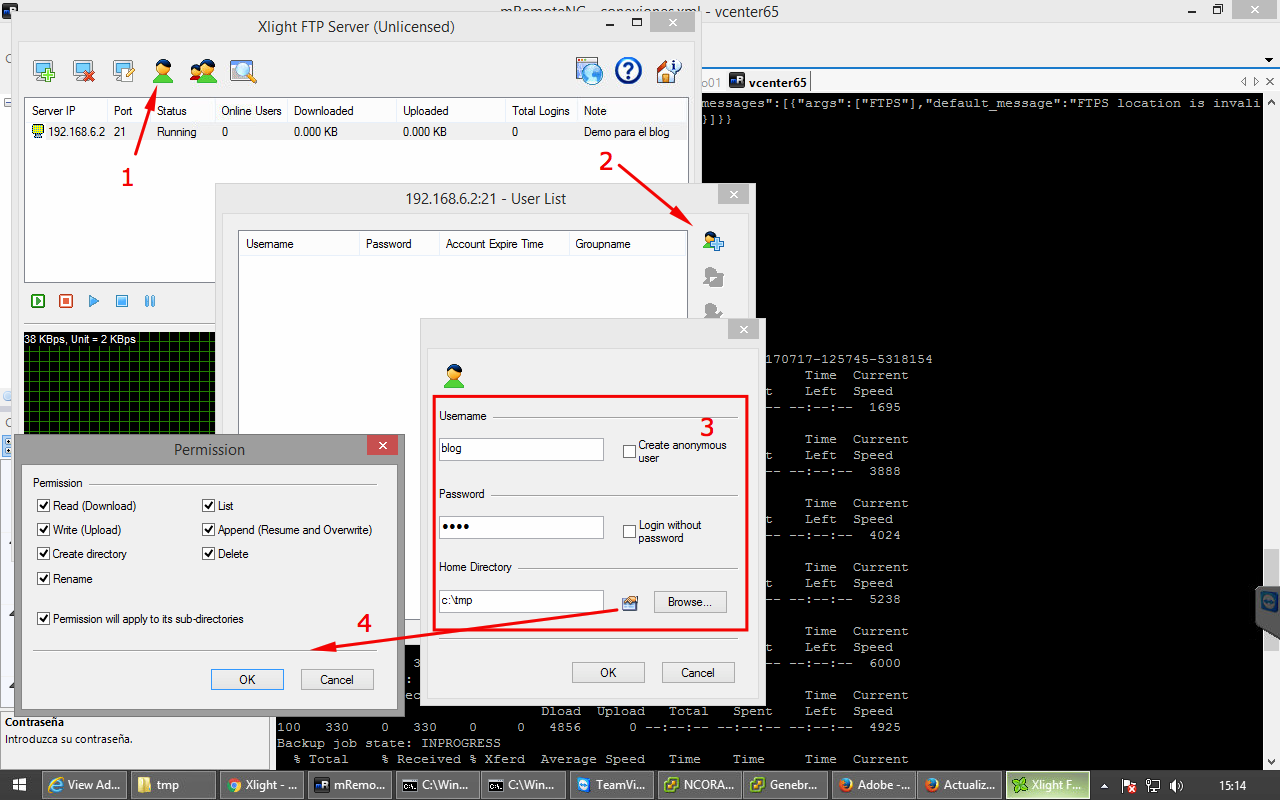 mRemoteNG - conexiones.xml - vcenter65
Xlight FTP Server (Unlicensed)
Server IP Port Status Online Users Downloaded Uploaded Total Logins Note
192.168.6.2 21 Running 0 0.000 KB 0.000 KB 0 Demo para el blog
1
2
o01 vcenter65
messages":[{"args":["FTPS"],"default_message":"FTPS location is invali
}]}}
192.168.6.2:21 - User List
Username Password Account Expire Time Groupname
38 KBps, Unit = 2 KBps
170717-125745-5318154
Time Current
t Left Speed
-- --:--:-- 1695
Time Current
t Left Speed
-- --:--:-- 3888
Time Current
t Left Speed
-- --:--:-- 4024
Time Current
t Left Speed
-- --:--:-- 5238
Time Current
t Left Speed
-- --:--:-- 6000
Time Current
Dload Upload Total Spent Left Speed
100 330 0 330 0 0 4856 0 --:--:-- --:--:-- --:--:-- 4925
Backup job state: INPROGRESS
% Total % Received % Xferd Average Speed Time Time Time Current
Username
3
blog
Create anonymous
user
Password
••••
Login without
password
Home Directory
c:\tmp
Browse...
OK Cancel
4
Permission
Permission
Read (Download) List
Write (Upload) Append (Resume and Overwrite)
Create directory Delete
Rename
Permission will apply to its sub-directories
OK Cancel
Contraseña
Introduzca su contraseña.
View Ad... tmp Xlight - ... mRemo... C:\Win... C:\Win... TeamVi... NCORA... Genebr... Adobe -... Actualiz... Xlight F... 15:14